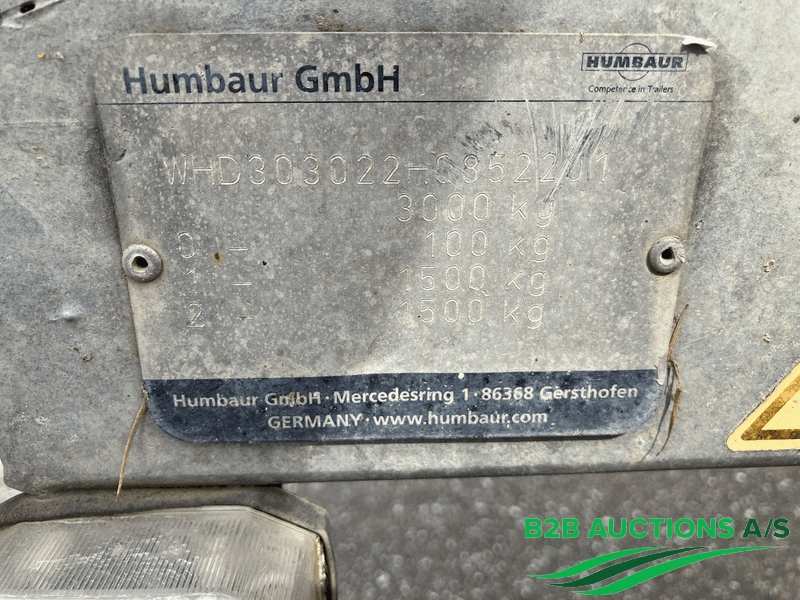 Humbaur GmbH
HUMBAUR
Competence in Trailers
3000 kg
0 - 100 kg
1 - 1500 kg
2 - 1500 kg
Humbaur GmbH · Mercedesring 1 · 86368 Gersthofen
GERMANY · www.humbaur.com
B2B AUCTIONS A/S